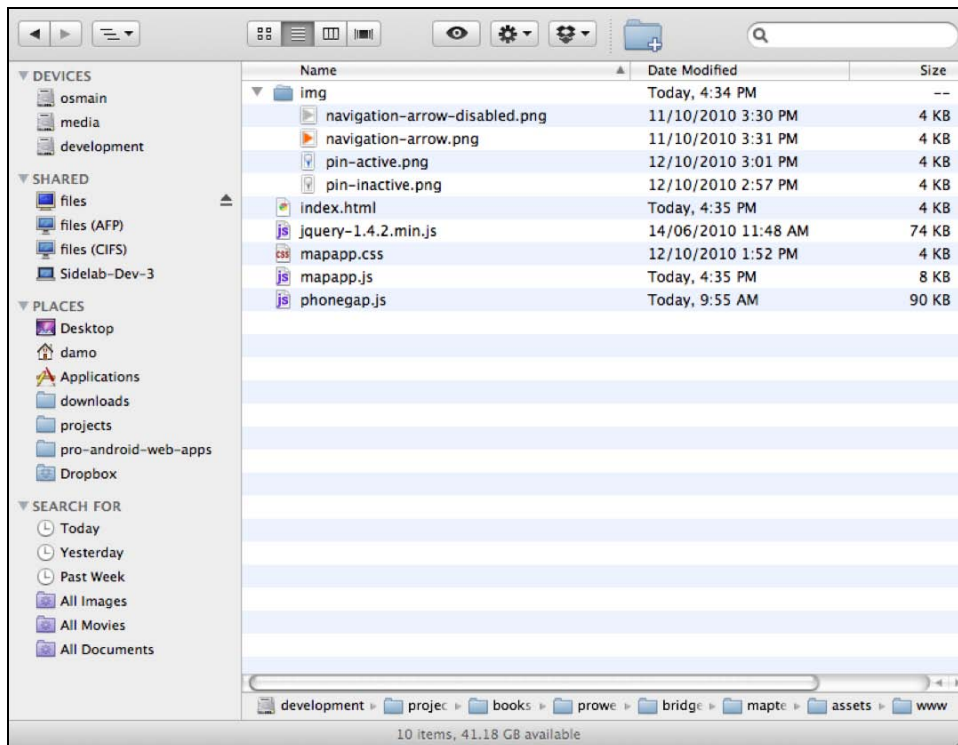 DEVICES
osmain
media
development
SHARED
files
files (AFP)
files (CIFS)
Sidelab-Dev-3
PLACES
Desktop
damo
Applications
downloads
projects
pro-android-web-apps
Dropbox
SEARCH FOR
Today
Yesterday
Past Week
All Images
All Movies
All Documents
Name Date Modified Size
img Today, 4:34 PM --
navigation-arrow-disabled.png 11/10/2010 3:30 PM 4 KB
navigation-arrow.png 11/10/2010 3:31 PM 4 KB
pin-active.png 12/10/2010 3:01 PM 4 KB
pin-inactive.png 12/10/2010 2:57 PM 4 KB
index.html Today, 4:35 PM 4 KB
js jquery-1.4.2.min.js 14/06/2010 11:48 AM 74 KB
css mapapp.css 12/10/2010 1:52 PM 4 KB
js mapapp.js Today, 4:35 PM 8 KB
js phonegap.js Today, 9:55 AM 90 KB
development projec books prowe bridge mapte assets www
10 items, 41.18 GB available